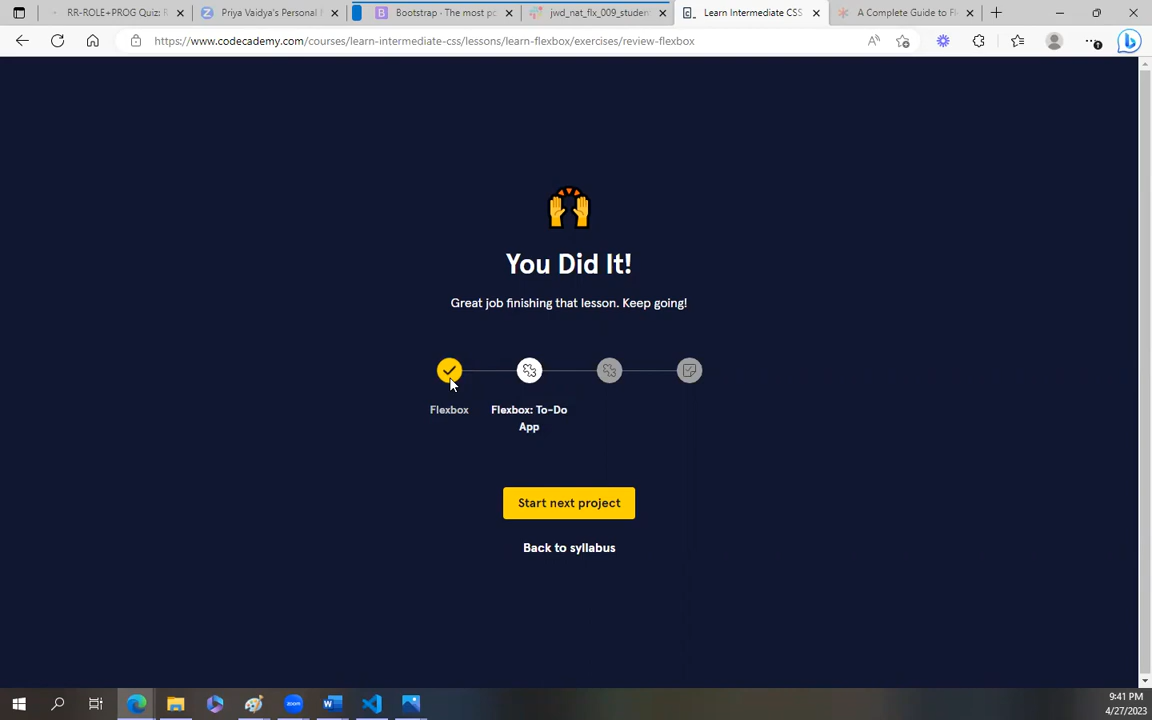 RR-ROLE+PROG Quiz: R
Priya Vaidya's Personal M
Bootstrap - The most po
jwd_nat_flx_009_student
Learn Intermediate CSS
A Complete Guide to Fl
https://www.codecademy.com/courses/learn-intermediate-css/lessons/learn-flexbox/exercises/review-flexbox
You Did It!
Great job finishing that lesson. Keep going!
Flexbox
Flexbox: To-Do
App
Start next project
Back to syllabus
zoom
9:41 PM
4/27/2023